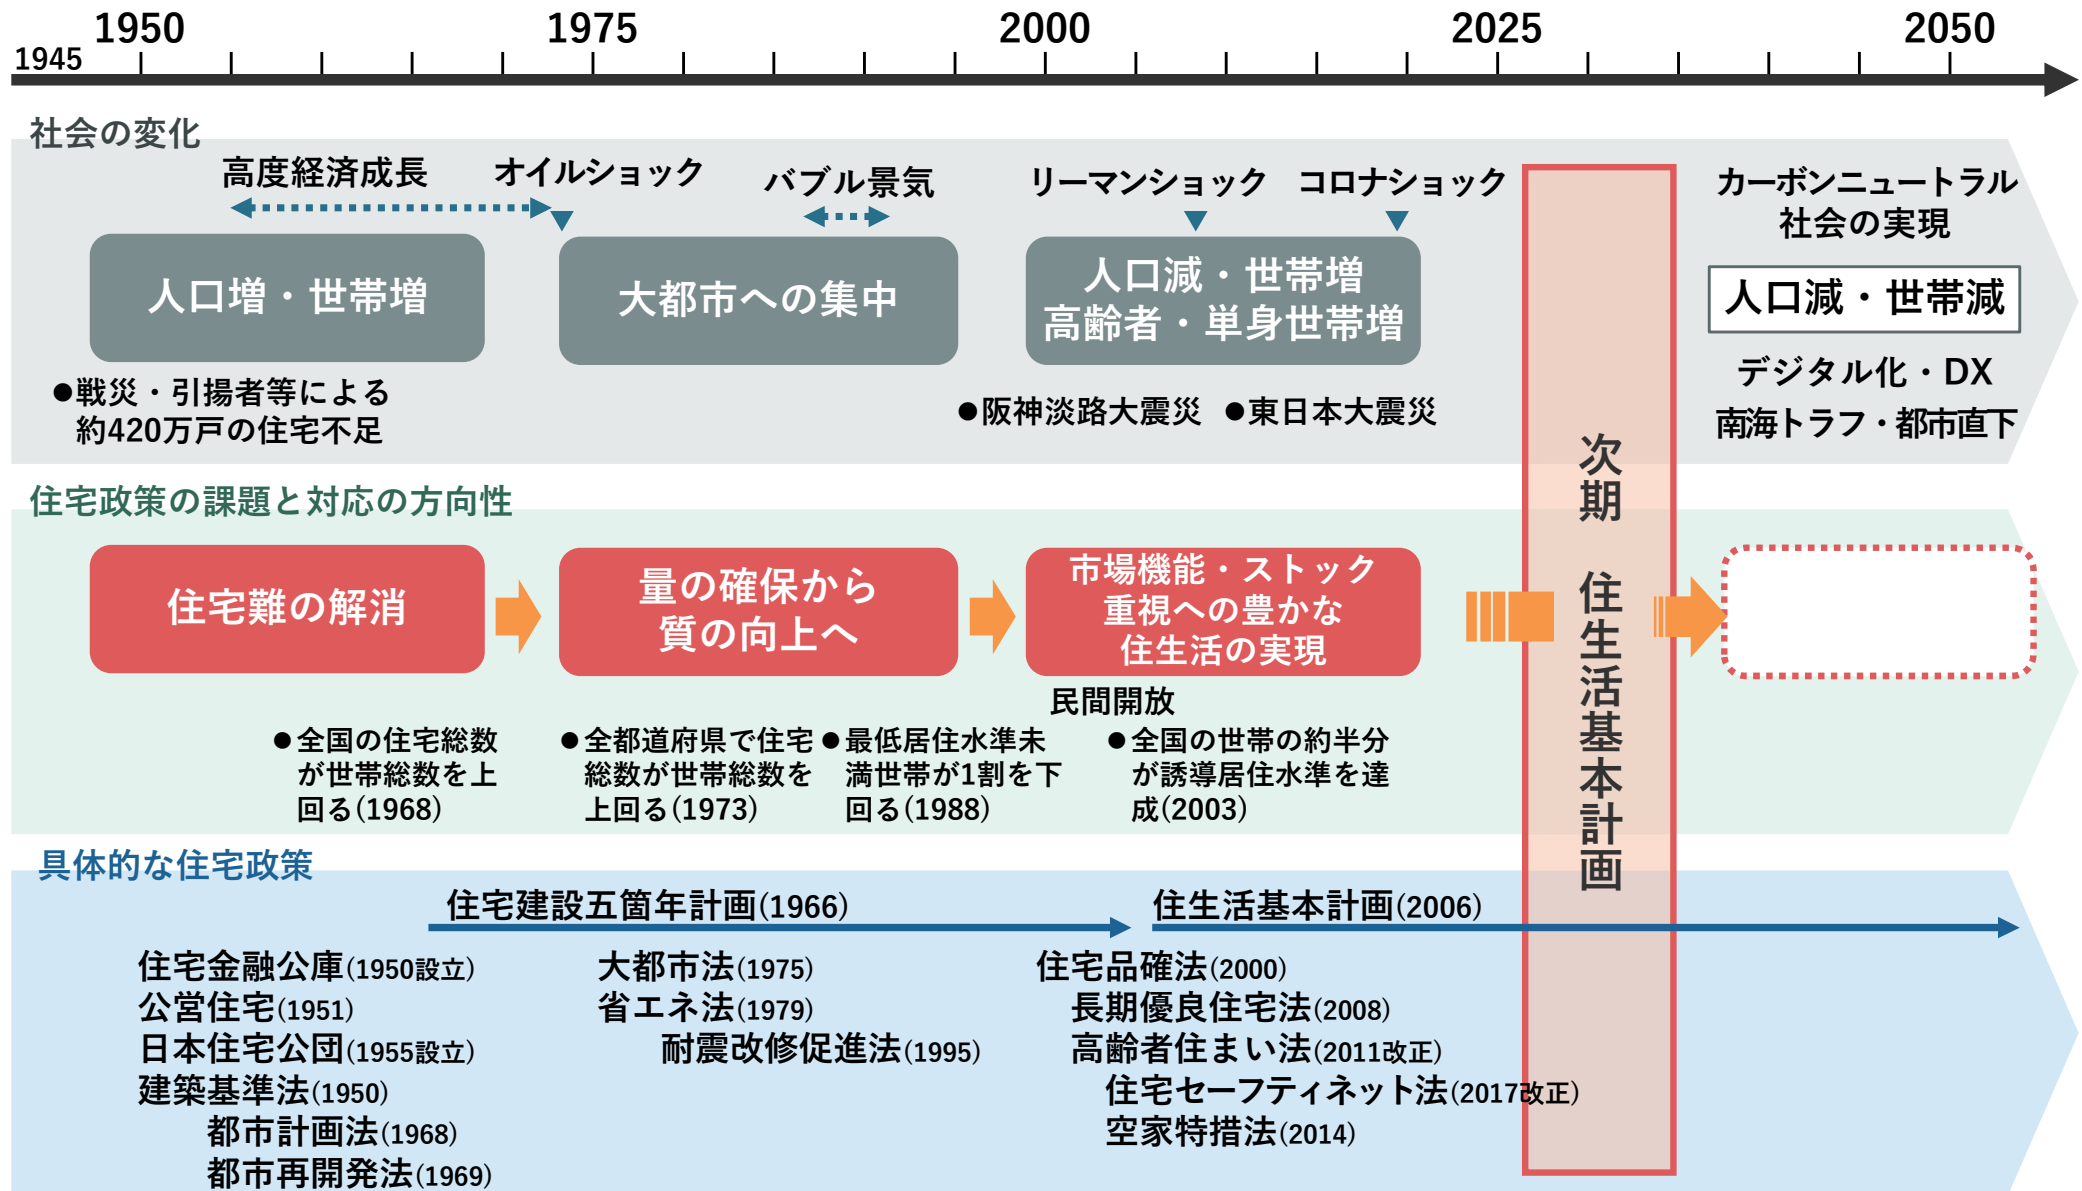 1945
1950
1975
2000
2025
2050
社会の変化
高度経済成長
オイルショック
バブル景気
リーマンショック
コロナショック
カーボンニュートラル
社会の実現
人口増・世帯増
大都市への集中
人口減・世帯増
高齢者・単身世帯増
人口減・世帯減
●戦災・引揚者等による
約420万戸の住宅不足
●阪神淡路大震災
●東日本大震災
デジタル化・DX
南海トラフ・都市直下
次期 住生活基本計画
住宅政策の課題と対応の方向性
住宅難の解消
量の確保から
質の向上へ
市場機能・ストック
重視への豊かな
住生活の実現
民間開放
●全国の住宅総数
が世帯総数を上
回る(1968)
●全都道府県で住宅
総数が世帯総数を
上回る(1973)
●最低居住水準未
満世帯が1割を下
回る(1988)
●全国の世帯の約半分
が誘導居住水準を達
成(2003)
具体的な住宅政策
住宅建設五箇年計画(1966)
住生活基本計画(2006)
住宅金融公庫(1950設立)
公営住宅(1951)
日本住宅公団(1955設立)
建築基準法(1950)
都市計画法(1968)
都市再開発法(1969)
大都市法(1975)
省エネ法(1979)
耐震改修促進法(1995)
住宅品確法(2000)
長期優良住宅法(2008)
高齢者住まい法(2011改正)
住宅セーフティネット法(2017改正)
空家特措法(2014)